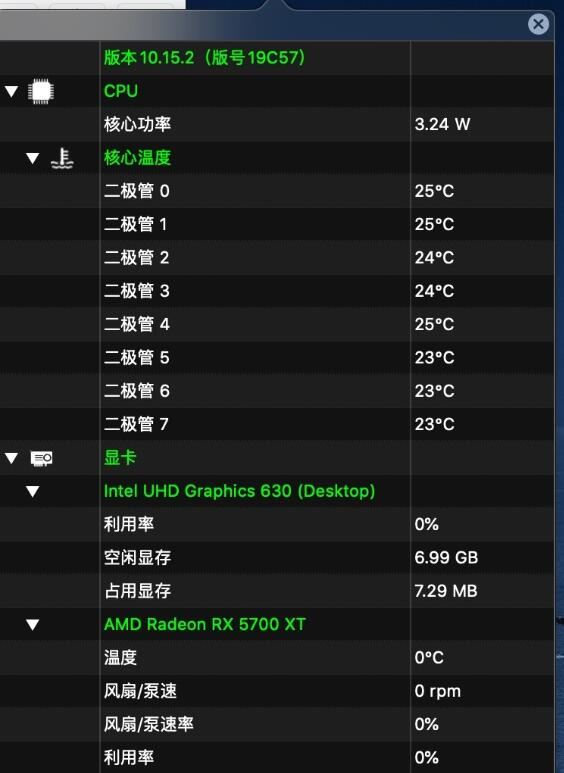 版本 10.15.2（版号19C57）
CPU
核心功率 3.24 W
核心温度
二极管 0 25°C
二极管 1 25°C
二极管 2 24°C
二极管 3 24°C
二极管 4 25°C
二极管 5 23°C
二极管 6 23°C
二极管 7 23°C
显卡
Intel UHD Graphics 630 (Desktop)
利用率 0%
空闲显存 6.99 GB
占用显存 7.29 MB
AMD Radeon RX 5700 XT
温度 0°C
风扇/泵速 0 rpm
风扇/泵速率 0%
利用率 0%